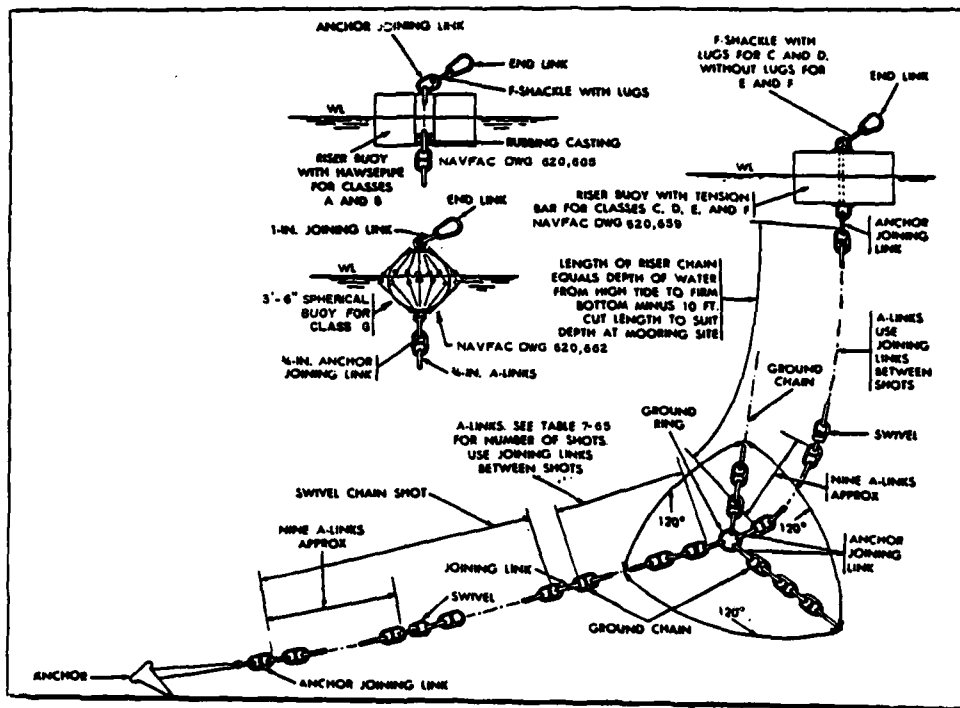 ANCHOR JOINING LINK
END LINK
F-SHACKLE WITH LUGS
WL
RUBBING CASTING
NAVFAC DWG 620,605
RISER BUOY
WITH HAWSEPIPE
FOR CLASSES
A AND B
F-SHACKLE WITH
LUGS FOR C AND D,
WITHOUT LUGS FOR
E AND F
END LINK
WL
RISER BUOY WITH TENSION
BAR FOR CLASSES C, D, E, AND F
NAVFAC DWG 620,659
ANCHOR
JOINING
LINK
1-IN. JOINING LINK
END LINK
WL
3'-6" SPHERICAL
BUOY FOR
CLASS G
NAVFAC DWG 620,662
¾-IN. ANCHOR
JOINING LINK
¾-IN. A-LINKS
LENGTH OF RISER CHAIN
EQUALS DEPTH OF WATER
FROM HIGH TIDE TO FIRM
BOTTOM MINUS 10 FT.
CUT LENGTH TO SUIT
DEPTH AT MOORING SITE
A-LINKS
USE
JOINING
LINKS
BETWEEN
SHOTS
GROUND
CHAIN
GROUND
RING
SWIVEL
A-LINKS. SEE TABLE 7-65
FOR NUMBER OF SHOTS.
USE JOINING LINKS
BETWEEN SHOTS
NINE A-LINKS
APPROX
SWIVEL CHAIN SHOT
120°
120°
NINE A-LINKS
APPROX
ANCHOR
JOINING
LINK
JOINING LINK
SWIVEL
120°
GROUND CHAIN
ANCHOR
ANCHOR JOINING LINK